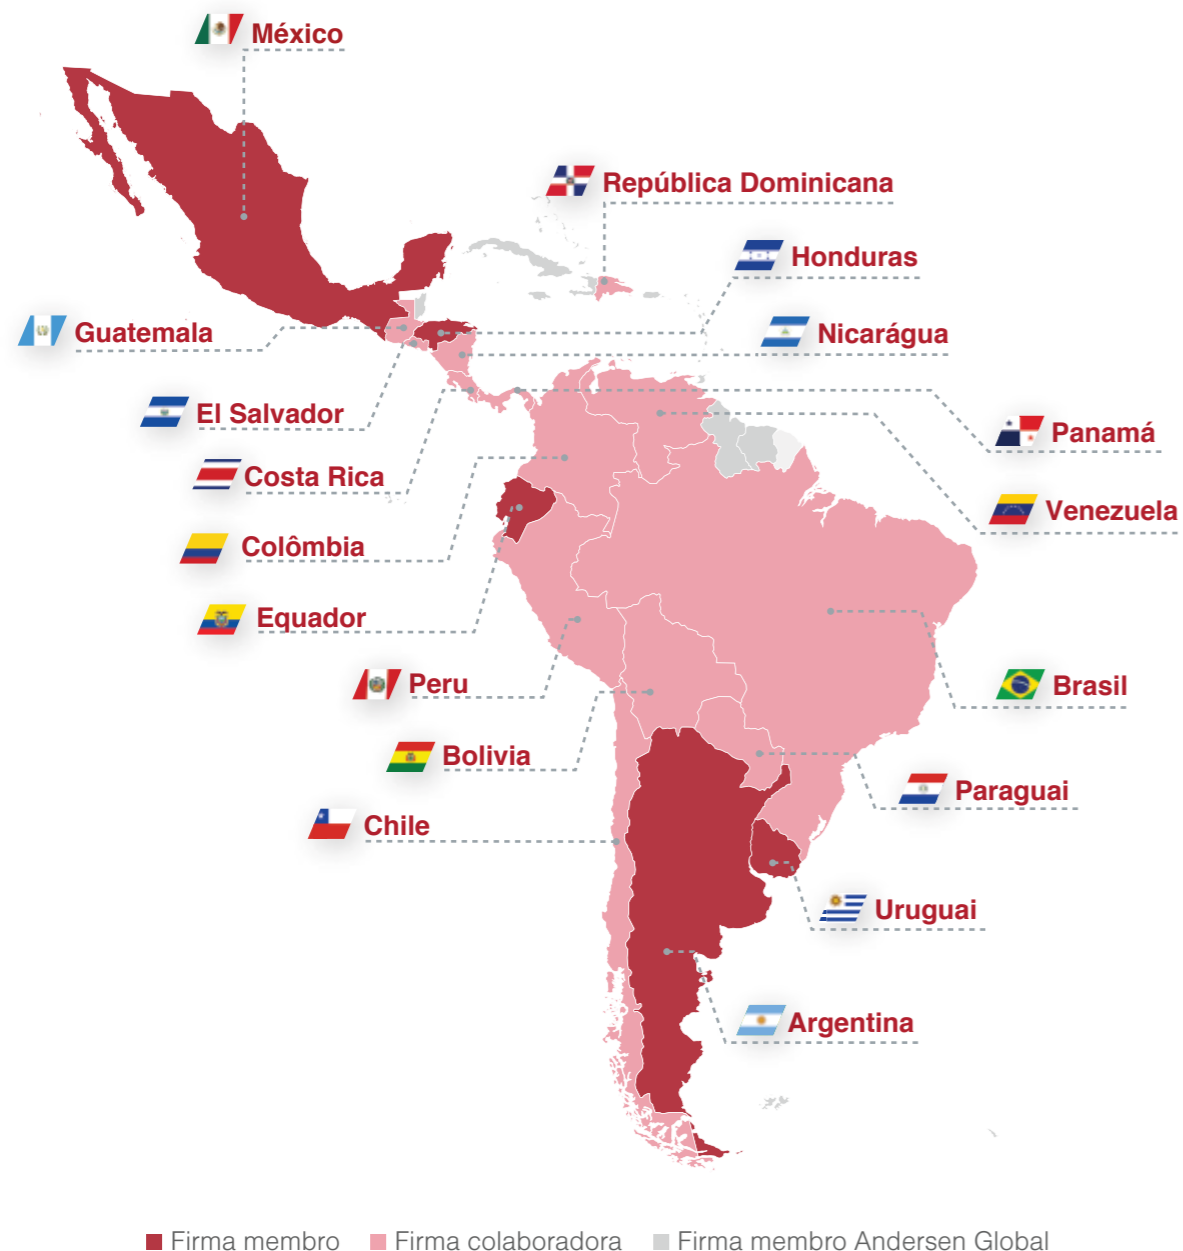 México
República Dominicana
Honduras
Guatemala
Nicarágua
El Salvador
Panamá
Costa Rica
Venezuela
Colômbia
Equador
Peru
Brasil
Bolivia
Paraguai
Chile
Uruguai
Argentina
Firma membro Firma colaboradora Firma membro Andersen Global